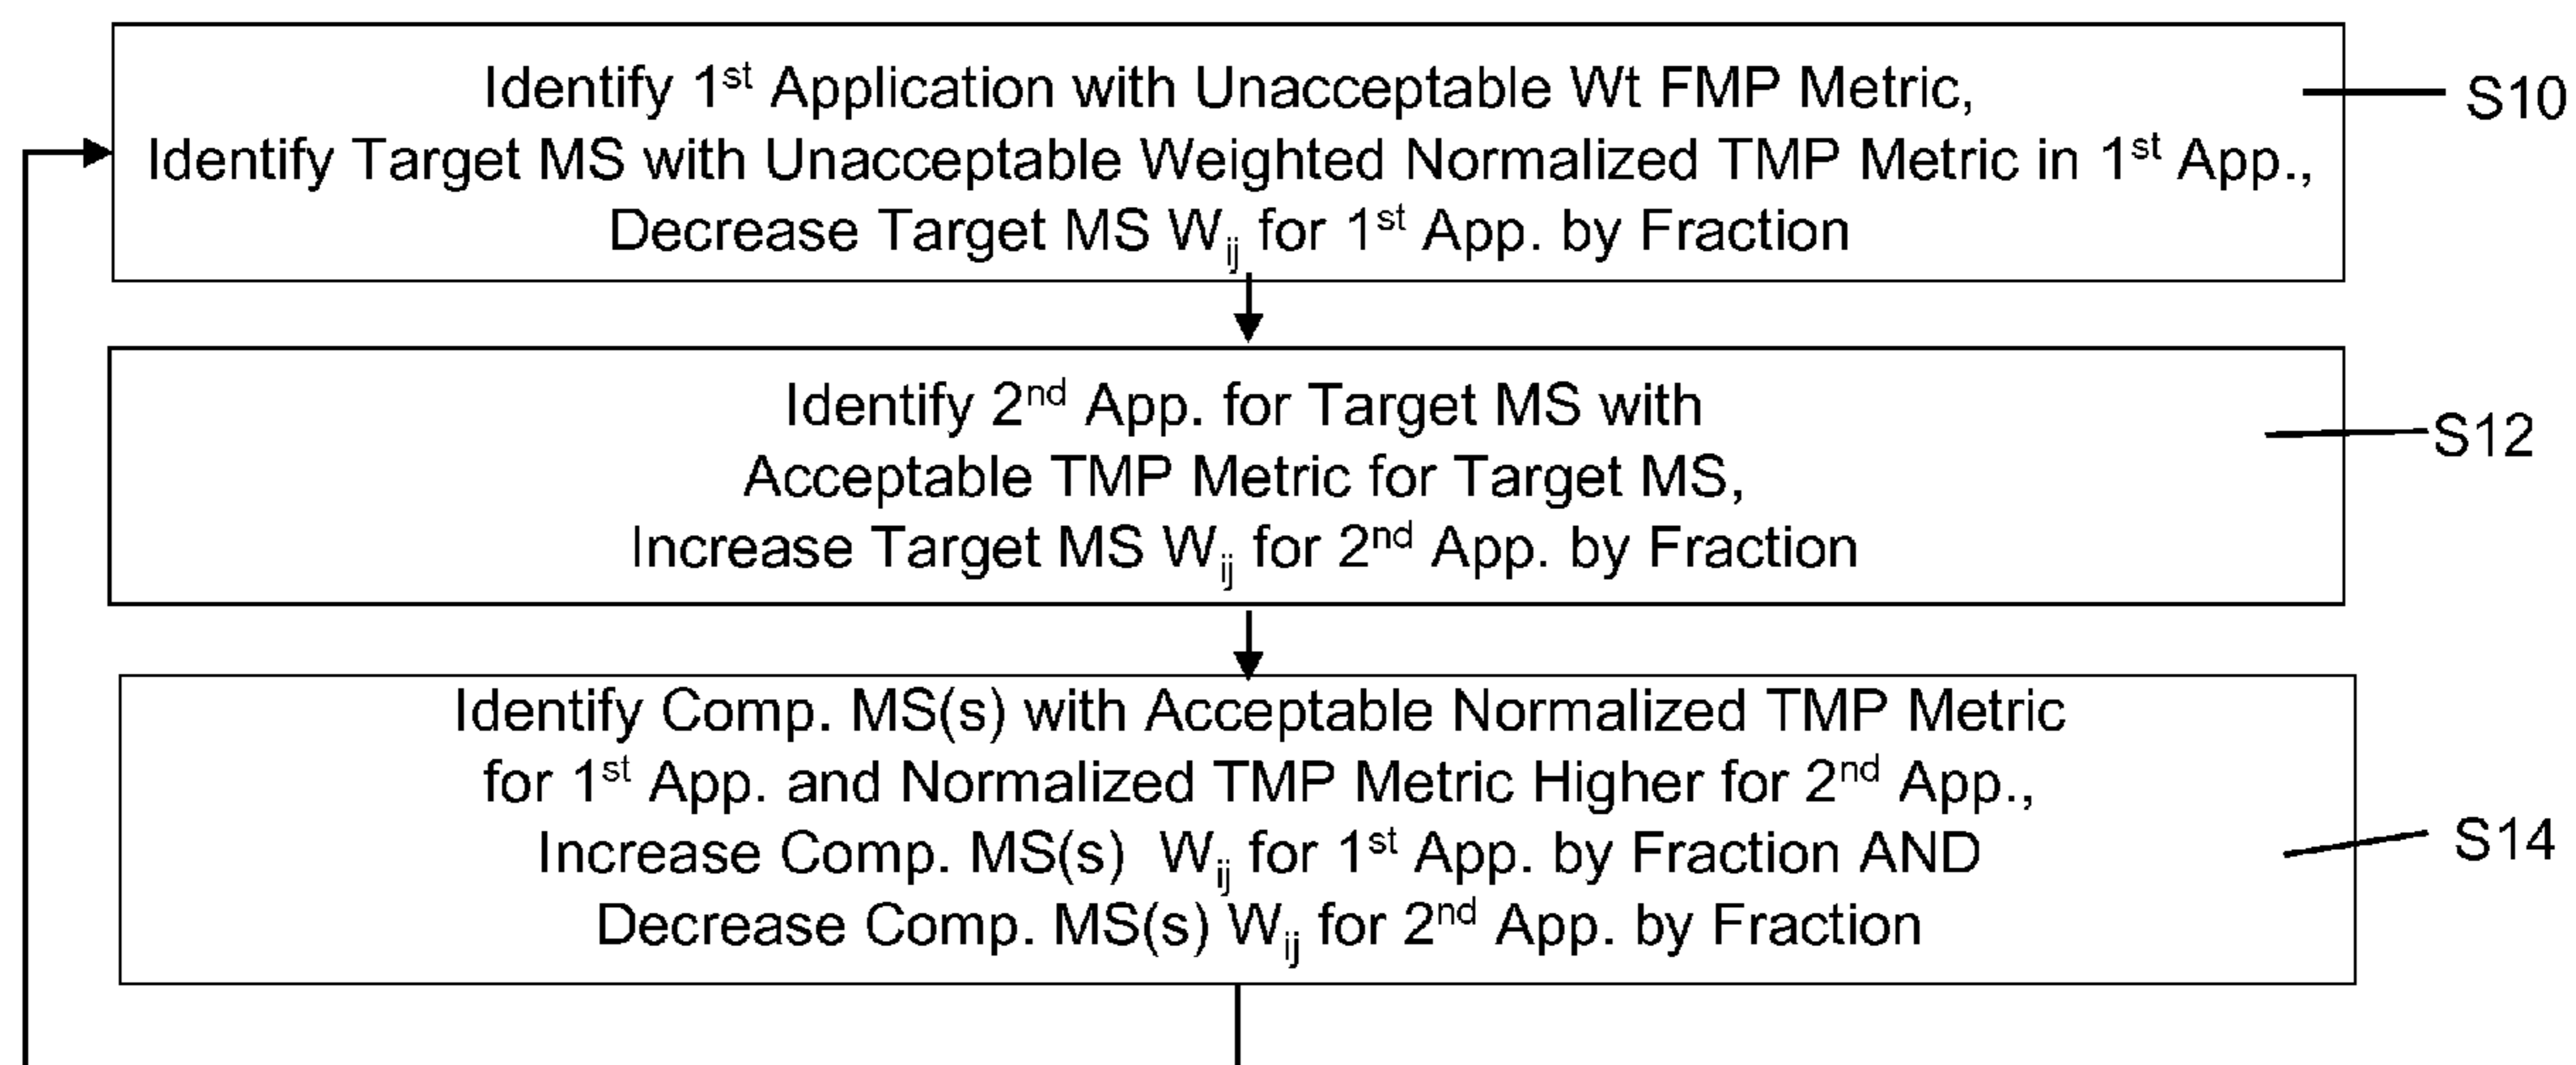 Identify 1st Application with Unacceptable Wt FMP Metric,
Identify Target MS with Unacceptable Weighted Normalized TMP Metric in 1st App.,
Decrease Target MS Wij for 1st App. by Fraction
S10
Identify 2nd App. for Target MS with
Acceptable TMP Metric for Target MS,
Increase Target MS Wij for 2nd App. by Fraction
S12
Identify Comp. MS(s) with Acceptable Normalized TMP Metric
for 1st App. and Normalized TMP Metric Higher for 2nd App.,
Increase Comp. MS(s) Wij for 1st App. by Fraction AND
Decrease Comp. MS(s) Wij for 2nd App. by Fraction
S14